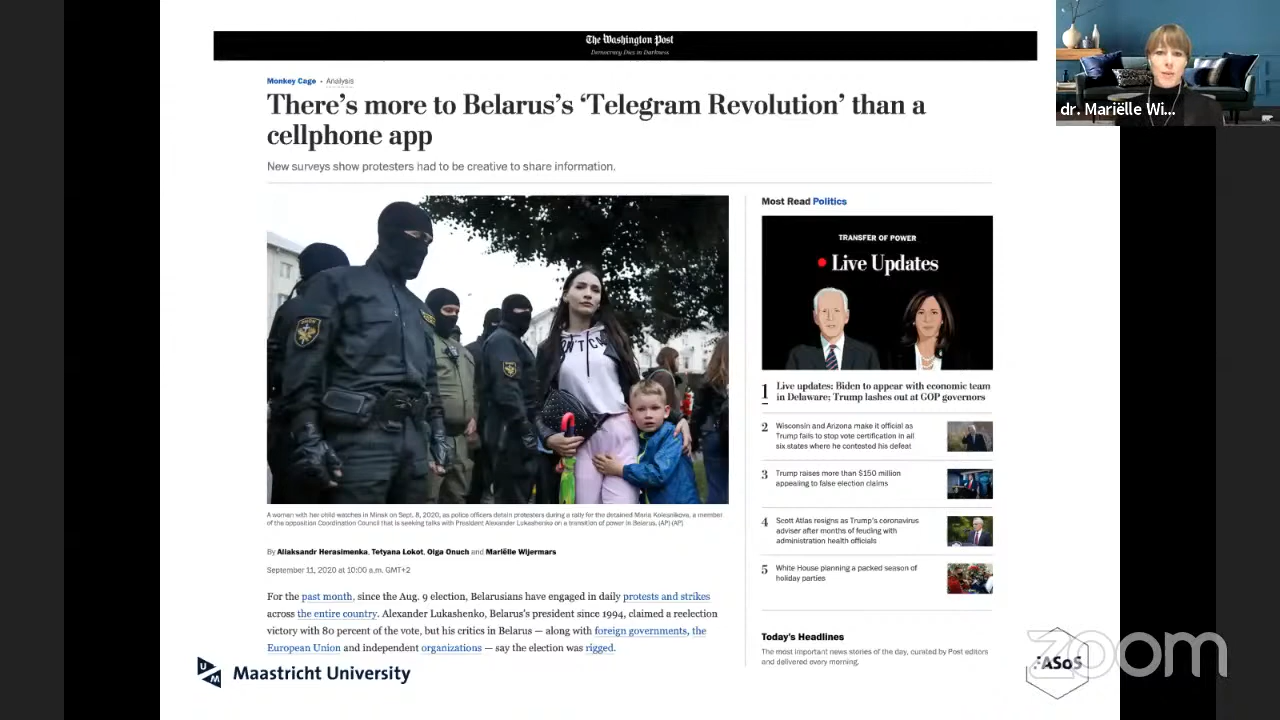 The Washington Post
Democracy Dies in Darkness
dr. Mariëlle Wi...
Monkey Cage • Analysis
There's more to Belarus's 'Telegram Revolution' than a
cellphone app
New surveys show protesters had to be creative to share information.
A woman with her child watches in Minsk on Sept. 8, 2020, as police officers detain protesters during a rally for the detained Maria Kolesnikova, a member
of the opposition Coordination Council that is seeking talks with President Alexander Lukashenko on a transition of power in Belarus. (AP) (AP)
By Aliaksandr Herasimenka, Tetyana Lokot, Olga Onuch and Mariëlle Wijermars
September 11, 2020 at 10:00 a.m. GMT+2
For the past month, since the Aug. 9 election, Belarusians have engaged in daily protests and strikes
across the entire country. Alexander Lukashenko, Belarus's president since 1994, claimed a reelection
victory with 80 percent of the vote, but his critics in Belarus — along with foreign governments, the
European Union and independent organizations — say the election was rigged.
Most Read Politics
TRANSFER OF POWER
Live Updates
1 Live updates: Biden to appear with economic team
in Delaware; Trump lashes out at GOP governors
2 Wisconsin and Arizona make it official as
Trump fails to stop vote certification in all
six states where he contested his defeat
3 Trump raises more than $150 million
appealing to false election claims
4 Scott Atlas resigns as Trump's coronavirus
adviser after months of feuding with
administration health officials
5 White House planning a packed season of
holiday parties
Today's Headlines
The most important news stories of the day, curated by Post editors
and delivered every morning.
UM
Maastricht University
FASoS
zoom